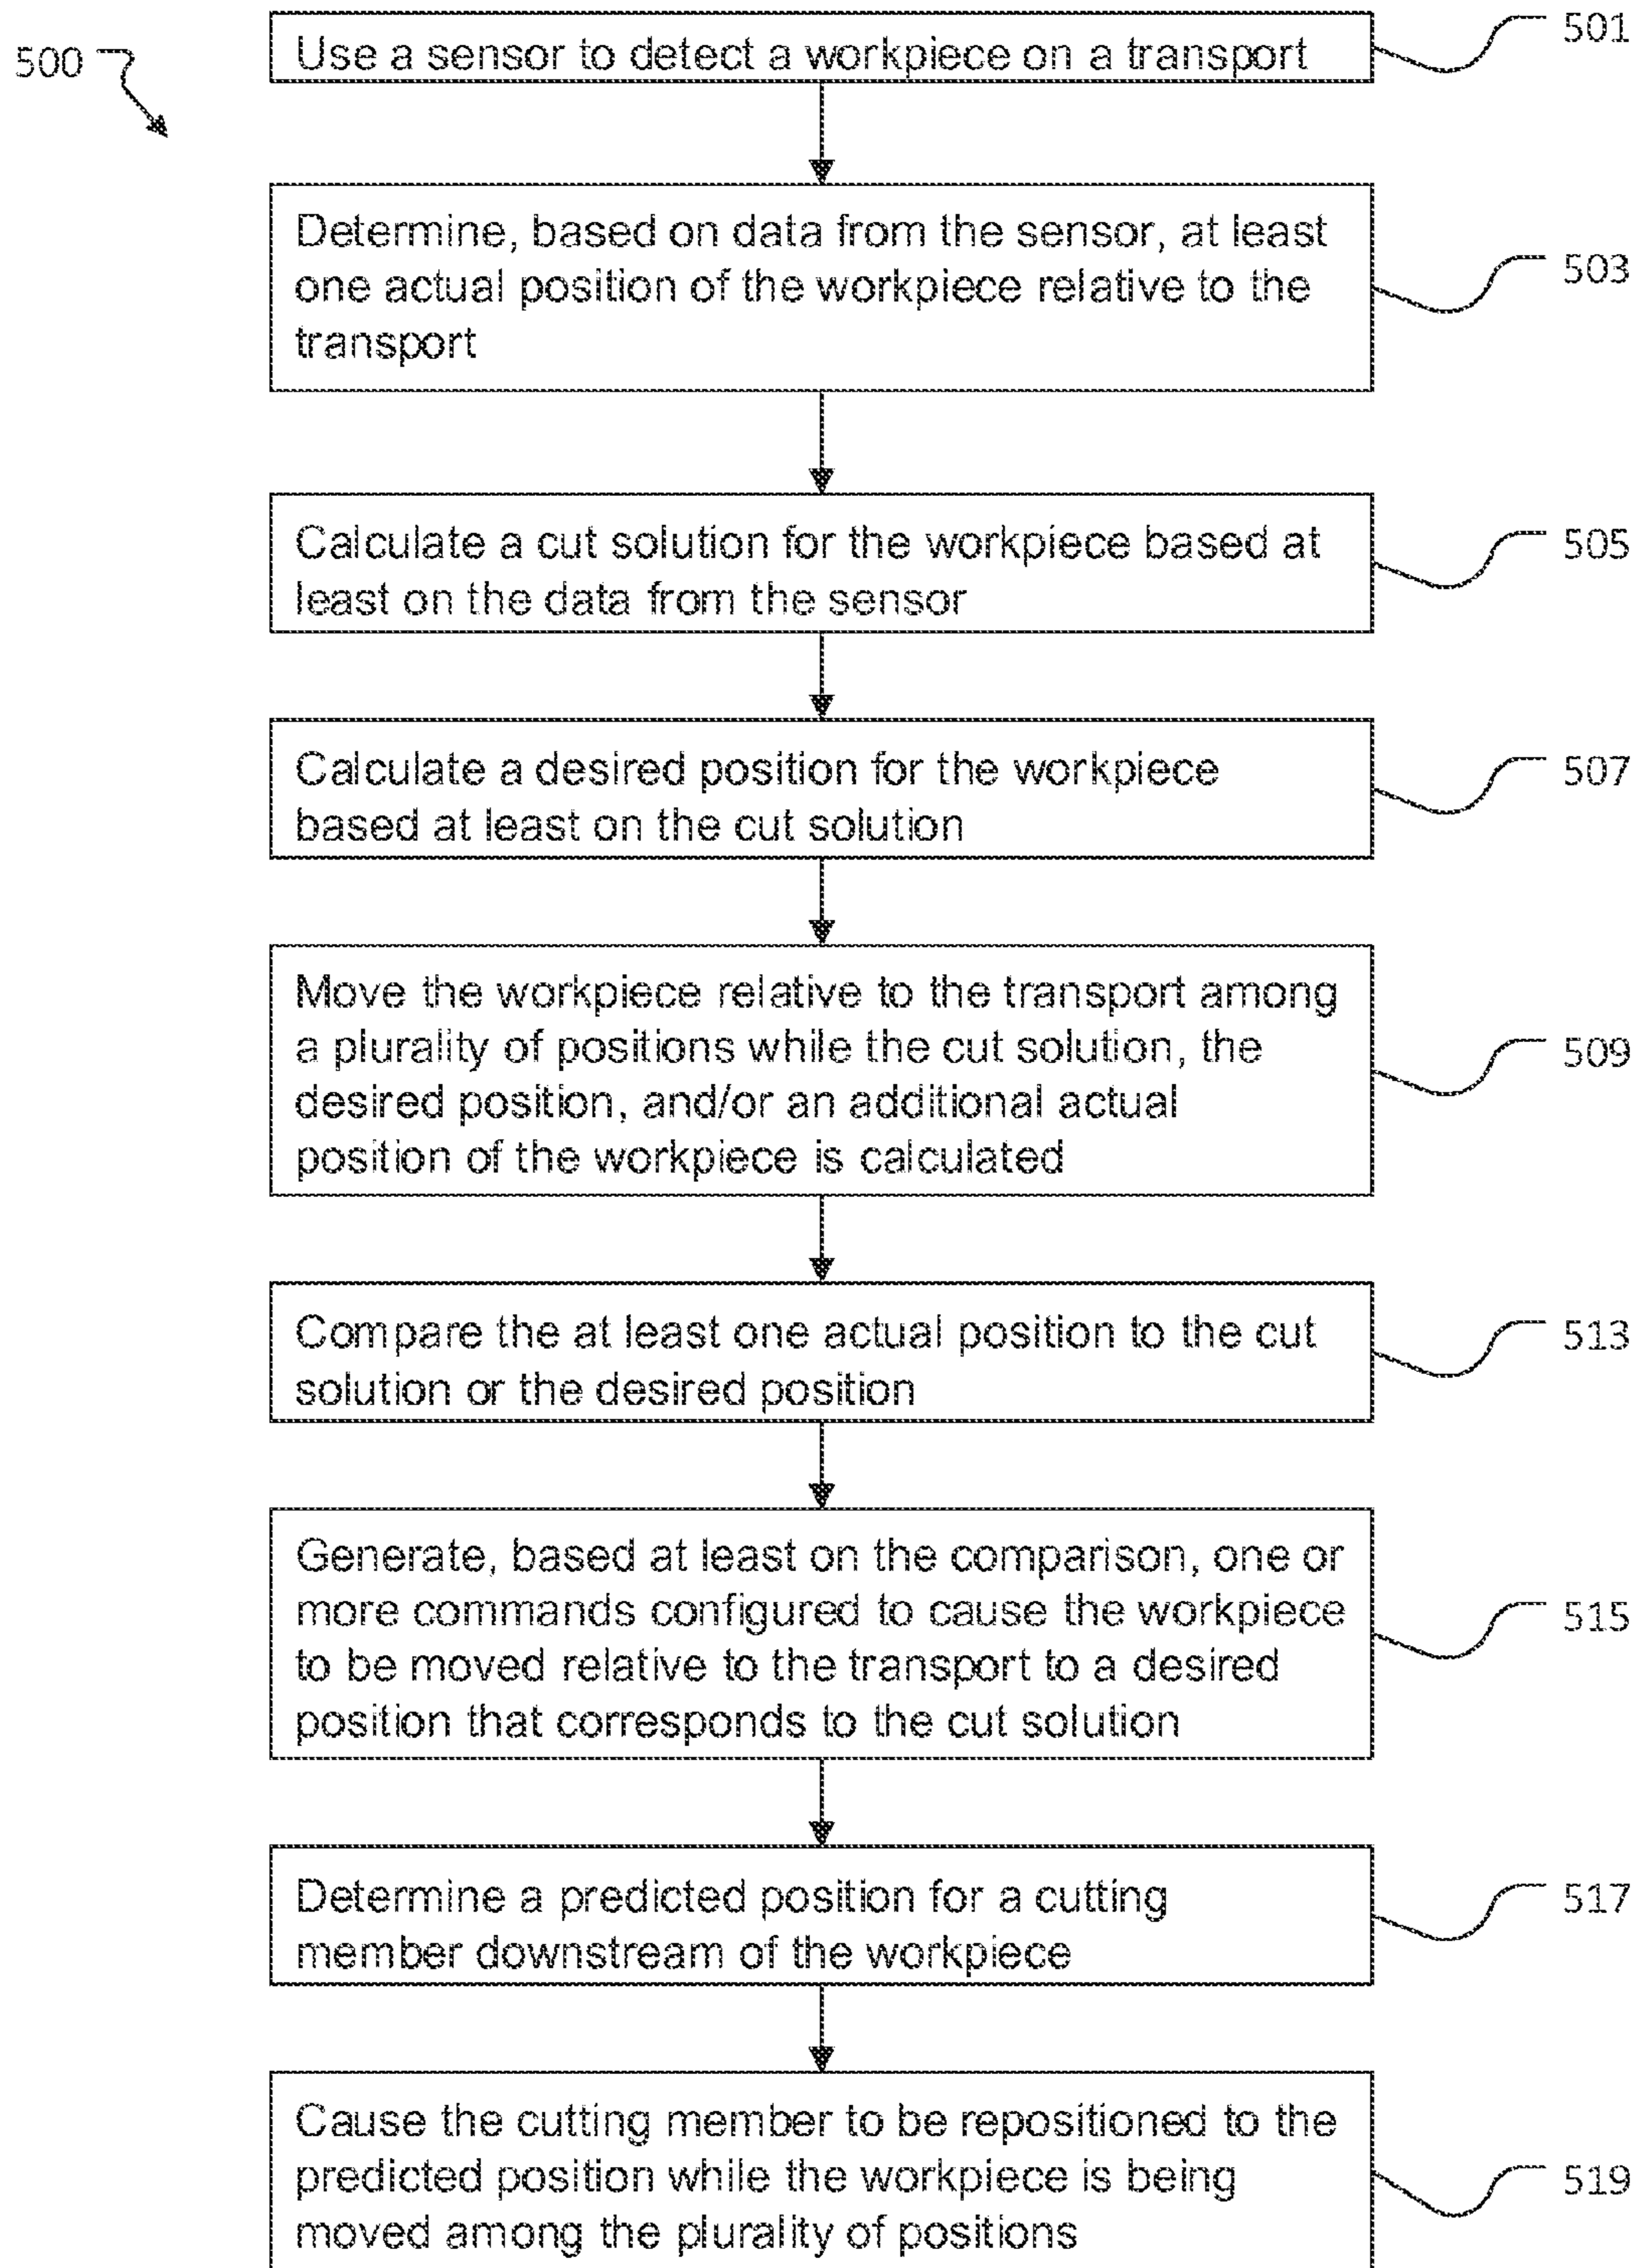 500
Use a sensor to detect a workpiece on a transport
501
Determine, based on data from the sensor, at least
one actual position of the workpiece relative to the
transport
503
Calculate a cut solution for the workpiece based at
least on the data from the sensor
505
Calculate a desired position for the workpiece
based at least on the cut solution
507
Move the workpiece relative to the transport among
a plurality of positions while the cut solution, the
desired position, and/or an additional actual
position of the workpiece is calculated
509
Compare the at least one actual position to the cut
solution or the desired position
513
Generate, based at least on the comparison, one or
more commands configured to cause the workpiece
to be moved relative to the transport to a desired
position that corresponds to the cut solution
515
Determine a predicted position for a cutting
member downstream of the workpiece
517
Cause the cutting member to be repositioned to the
predicted position while the workpiece is being
moved among the plurality of positions
519